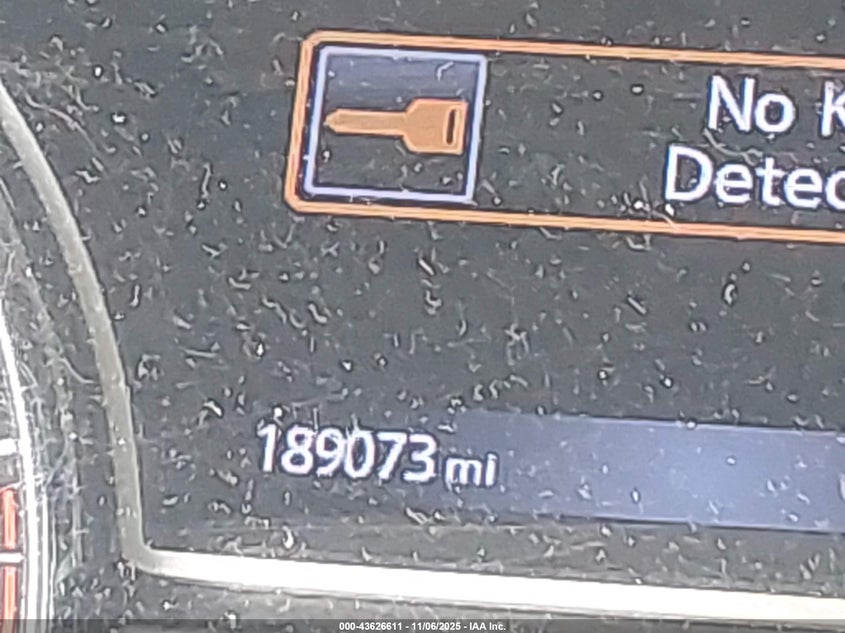 No K
Detec
189073 mi
000-43626611 - 11/06/2025 - IAA Inc.